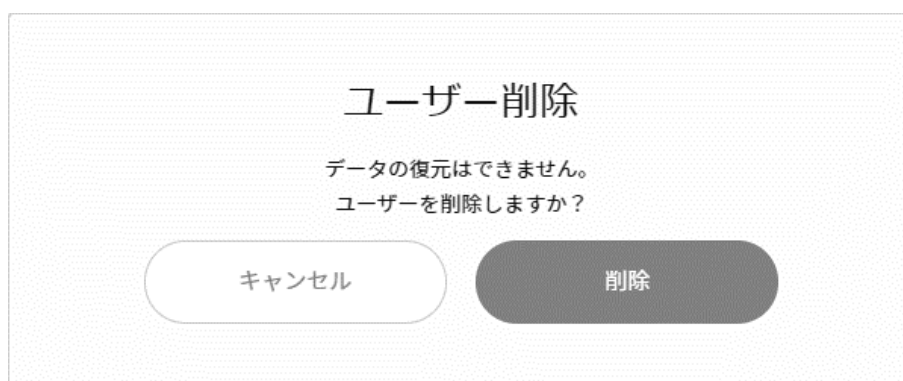 ユーザー削除
データの復元はできません。
ユーザーを削除しますか？
キャンセル
削除